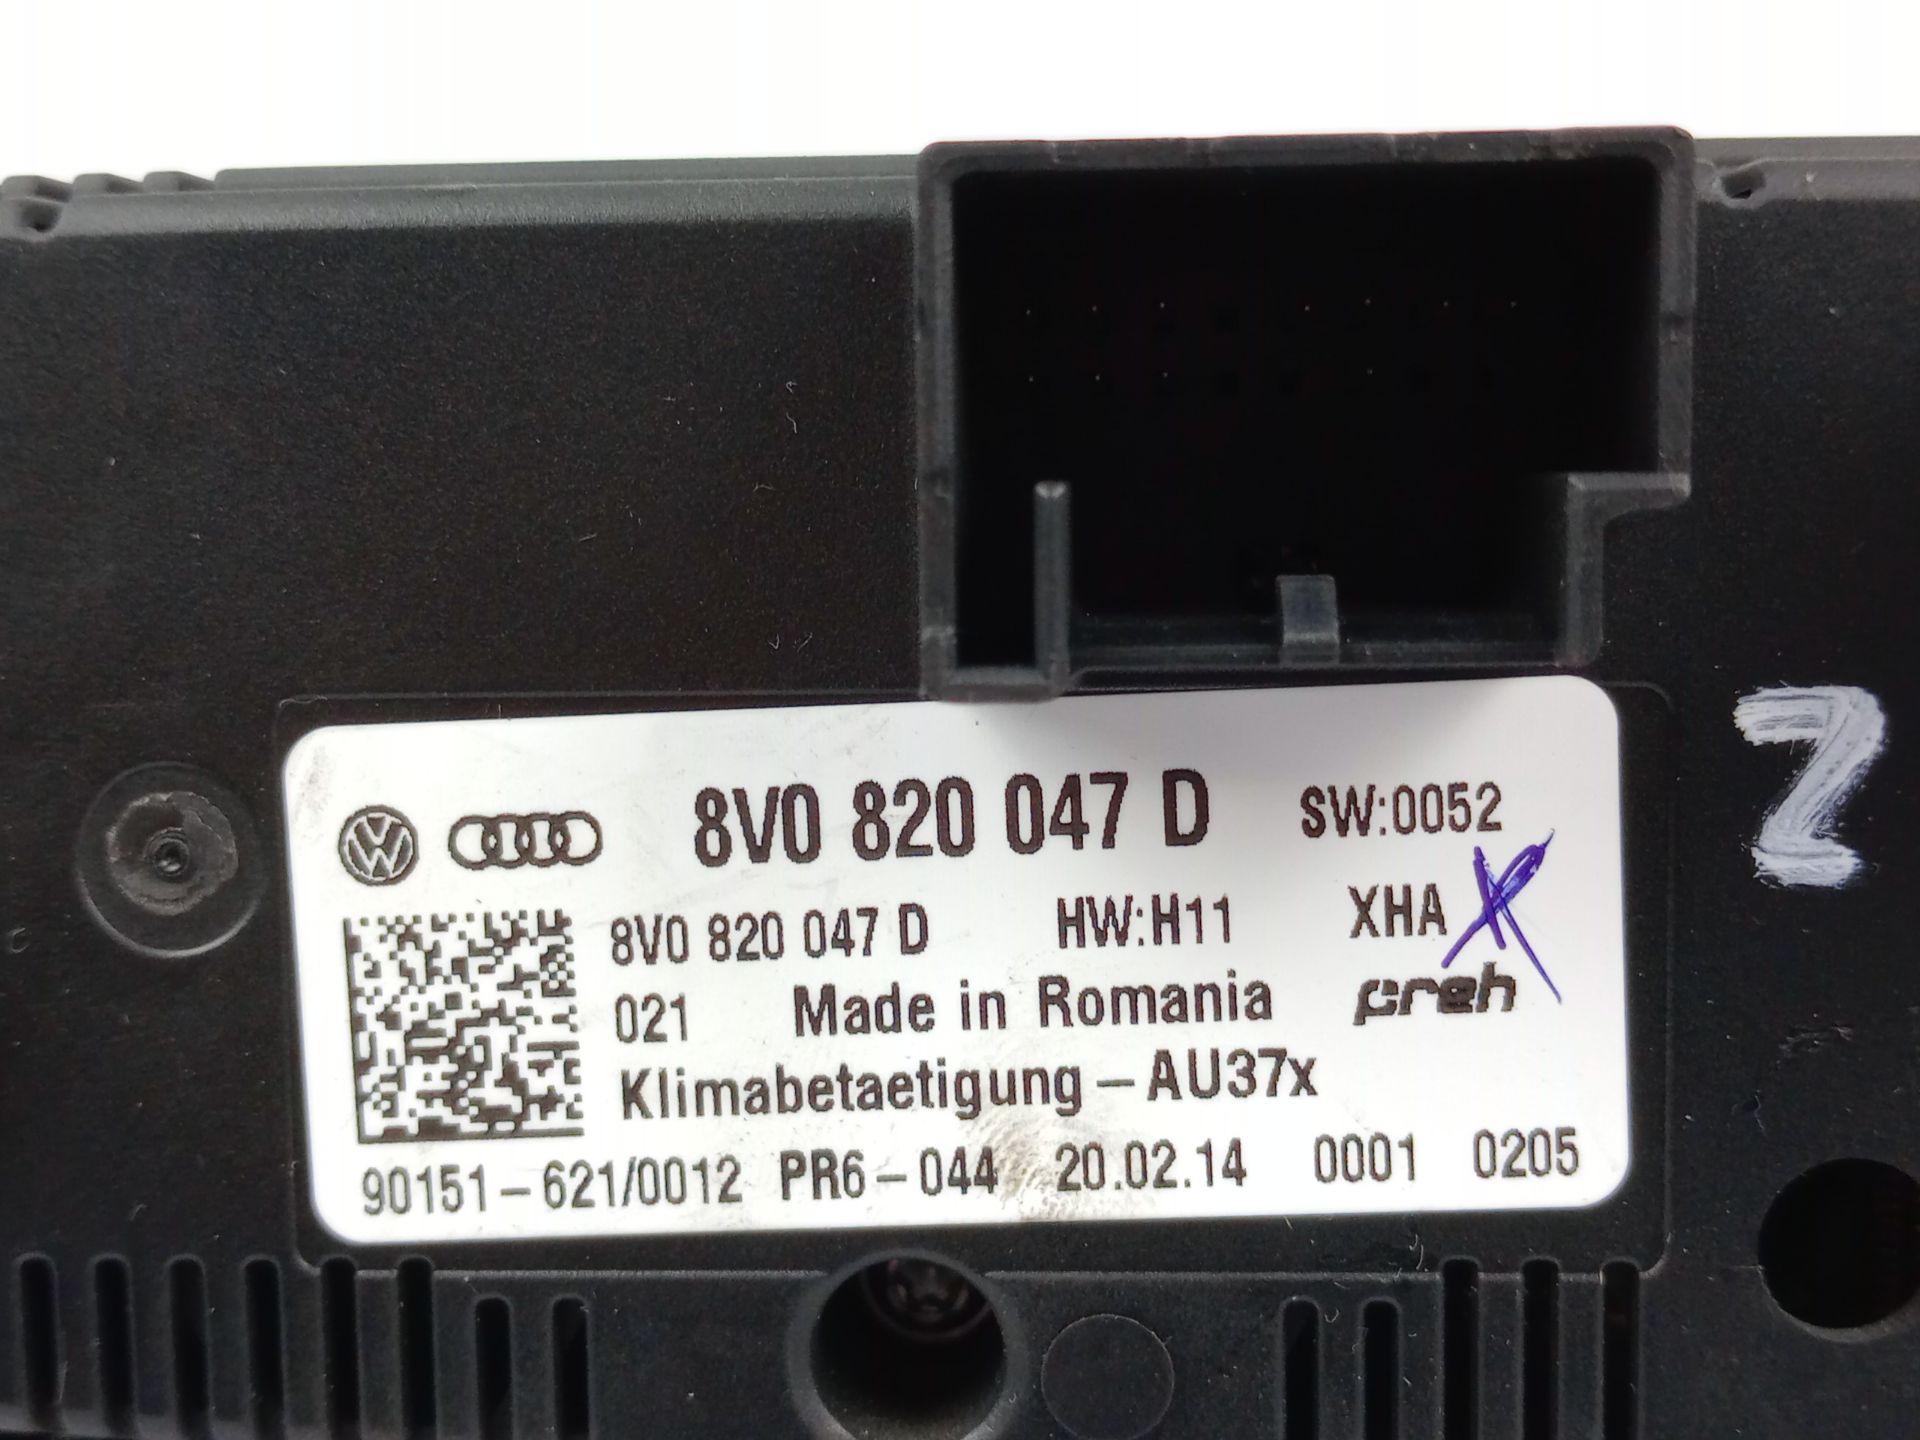 8V0 820 047 D SW:0052
8V0 820 047 D HW:H11 XHA
021 Made in Romania preh
Klimabetaetigung-AU37x
90151-621/0012 PR6-044 20.02.14 0001 0205
Z